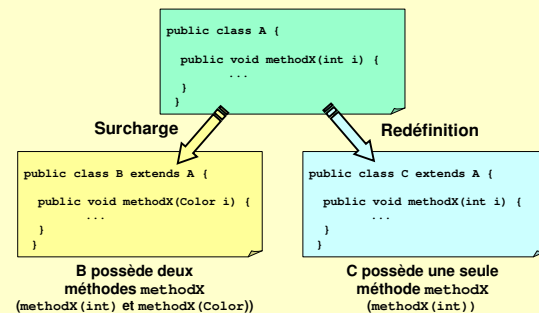 public class A {
public void methodX(int i) {
...
}
}
Surcharge
Redéfinition
public class B extends A {
public void methodX(Color i) {
...
}
}
public class C extends A {
public void methodX(int i) {
...
}
}
B possède deux
méthodes methodX
(methodX(int) et methodX(Color))
C possède une seule
méthode methodX
(methodX(int))